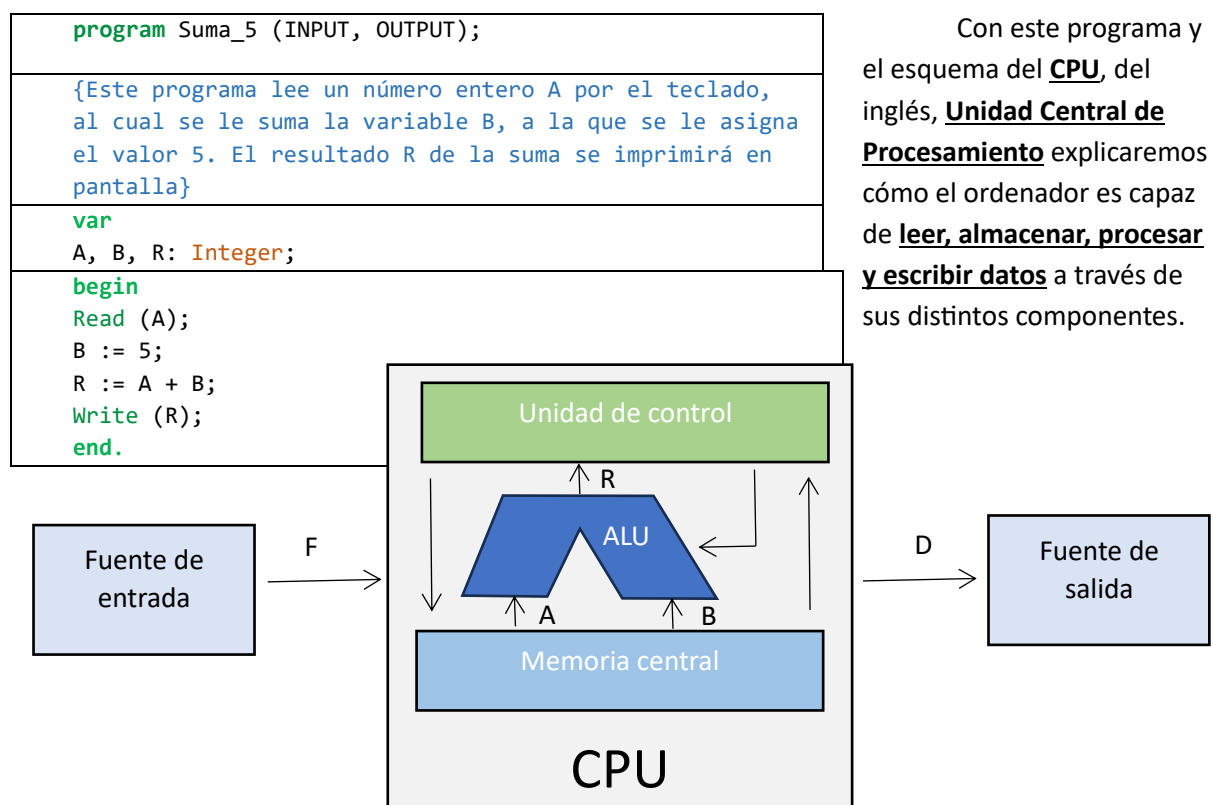 program Suma_5 (INPUT, OUTPUT);
{Este programa lee un número entero A por el teclado,
al cual se le suma la variable B, a la que se le asigna
el valor 5. El resultado R de la suma se imprimirá en
pantalla}
var
A, B, R: Integer;
begin
Read (A);
B := 5;
R := A + B;
Write (R);
end.
Con este programa y
el esquema del CPU, del
inglés, Unidad Central de
Procesamiento explicaremos
cómo el ordenador es capaz
de leer, almacenar, procesar
y escribir datos a través de
sus distintos componentes.
Unidad de control
R
ALU
A
B
Memoria central
CPU
Fuente de
entrada
F
D
Fuente de
salida